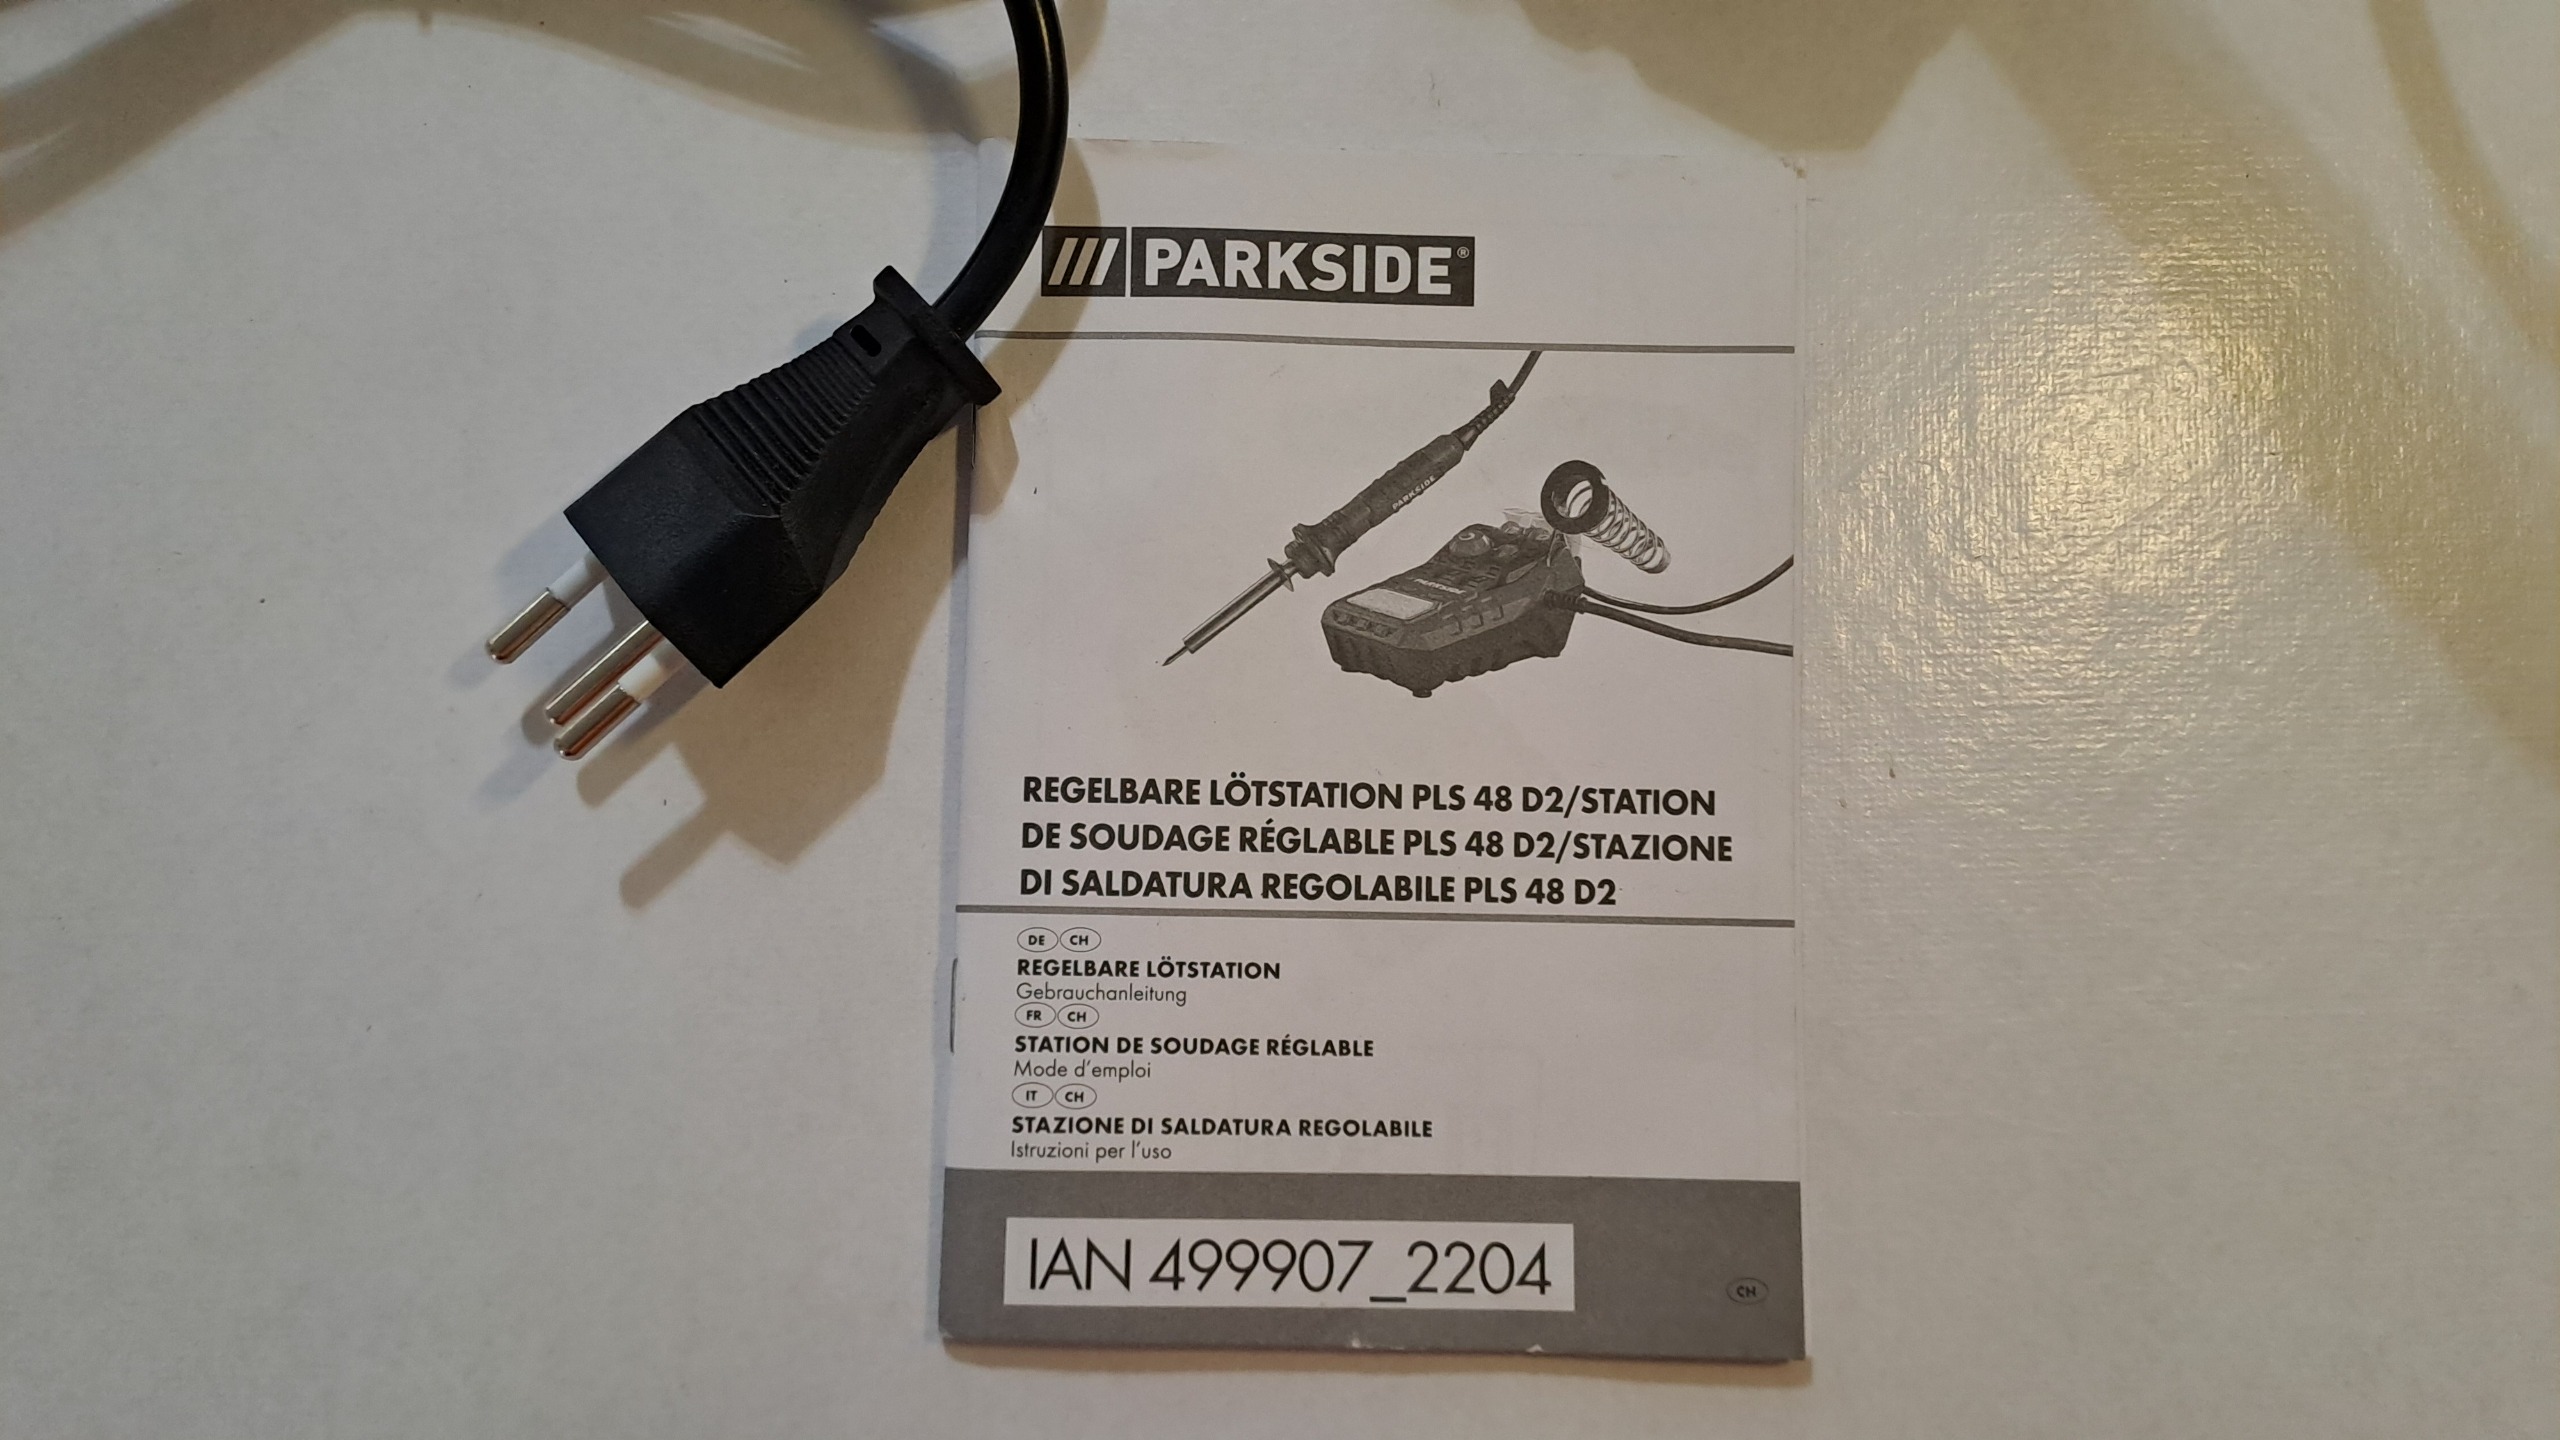 PARKSIDE®
PARKSIDE
PARKSIDE
REGELBARE LÖTSTATION PLS 48 D2/STATION
DE SOUDAGE RÉGLABLE PLS 48 D2/STAZIONE
DI SALDATURA REGOLABILE PLS 48 D2
DE CH
REGELBARE LÖTSTATION
Gebrauchanleitung
FR CH
STATION DE SOUDAGE RÉGLABLE
Mode d'emploi
IT CH
STAZIONE DI SALDATURA REGOLABILE
Istruzioni per l'uso
IAN 499907_2204
CH